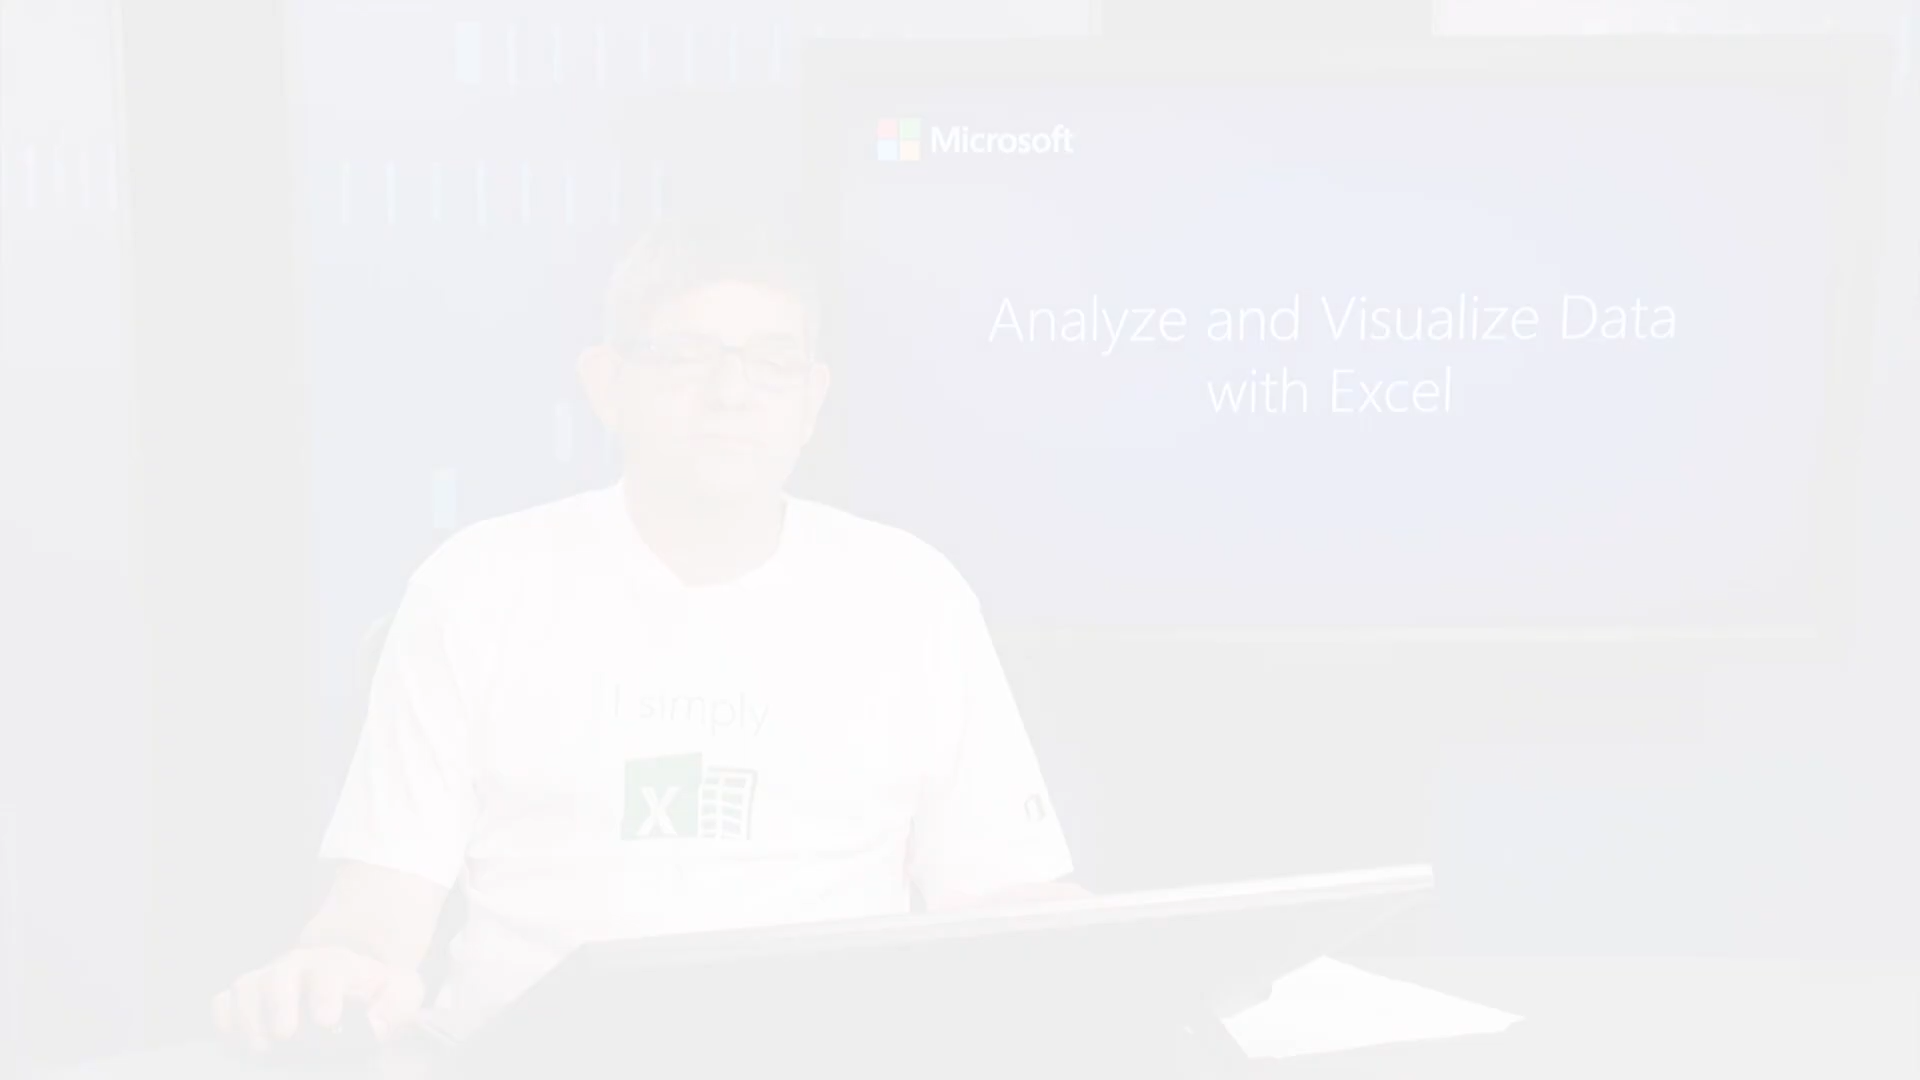 Microsoft
Analyze and Visualize Data
with Excel
I simply
X